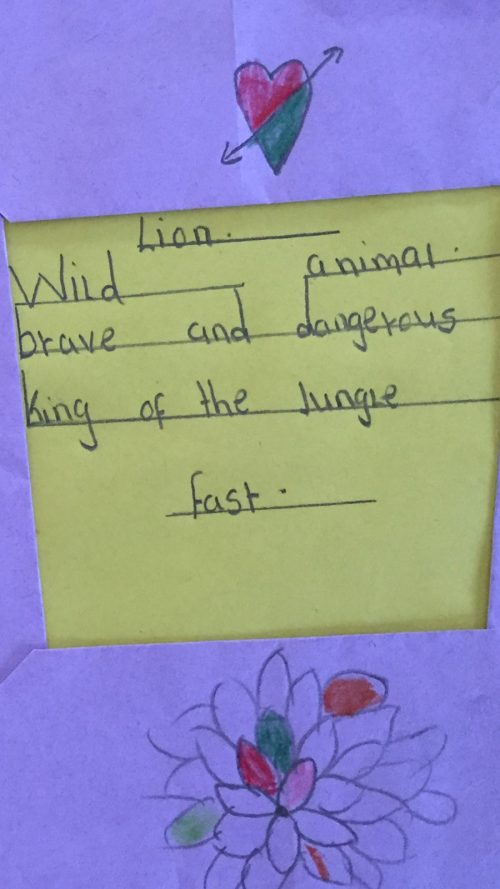 Lion.
Wild animal.
brave and dangerous
king of the Jungle
fast.